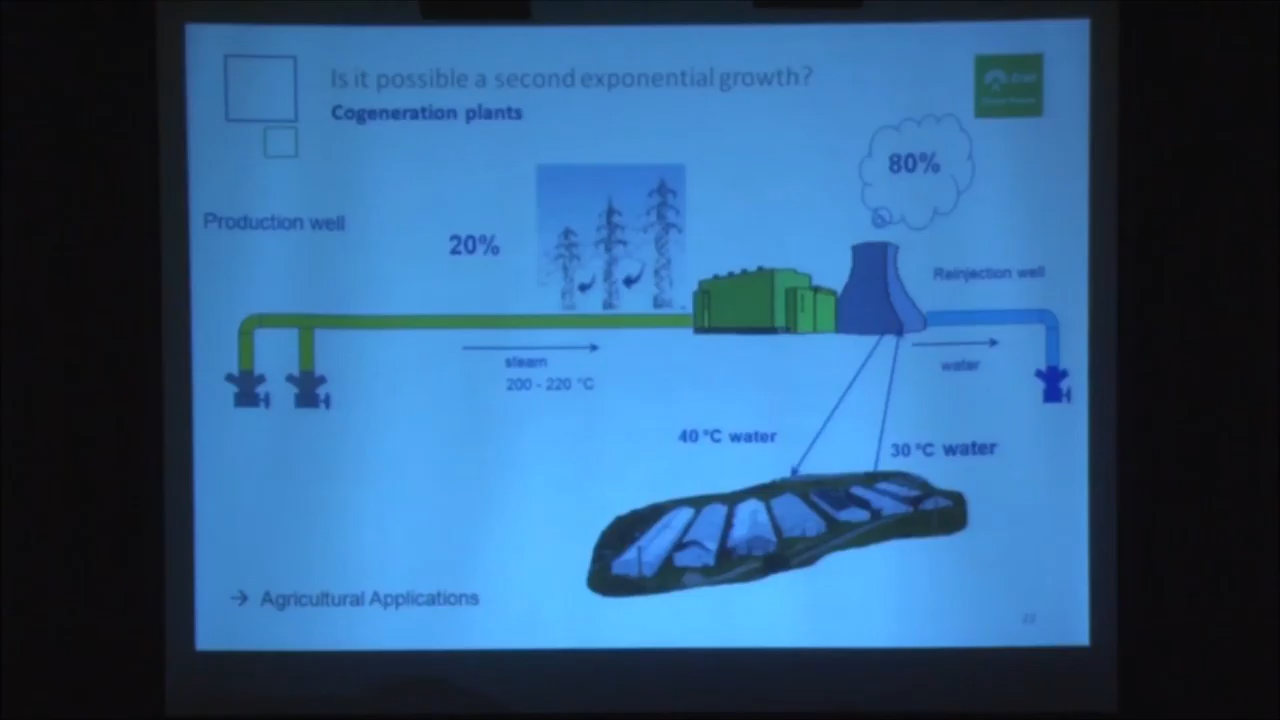 Is it possible a second exponential growth?
Cogeneration plants
80%
Production well
20%
Reinjection well
steam
200 - 220 °C
water
40 °C water
30 °C water
→ Agricultural Applications